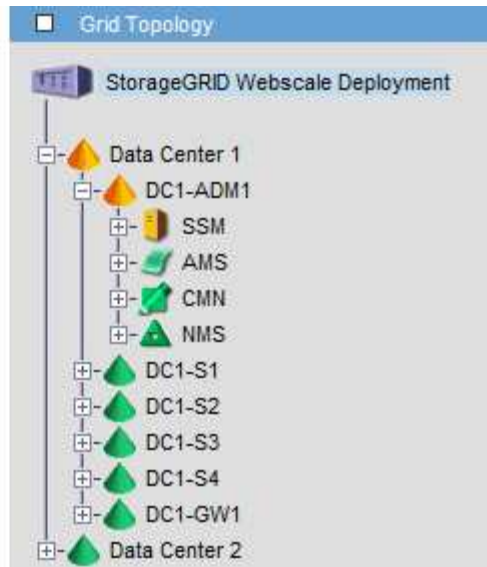 Grid Topology
StorageGRID Webscale Deployment
Data Center 1
DC1-ADM1
SSM
AMS
CMN
NMS
DC1-S1
DC1-S2
DC1-S3
DC1-S4
DC1-GW1
Data Center 2